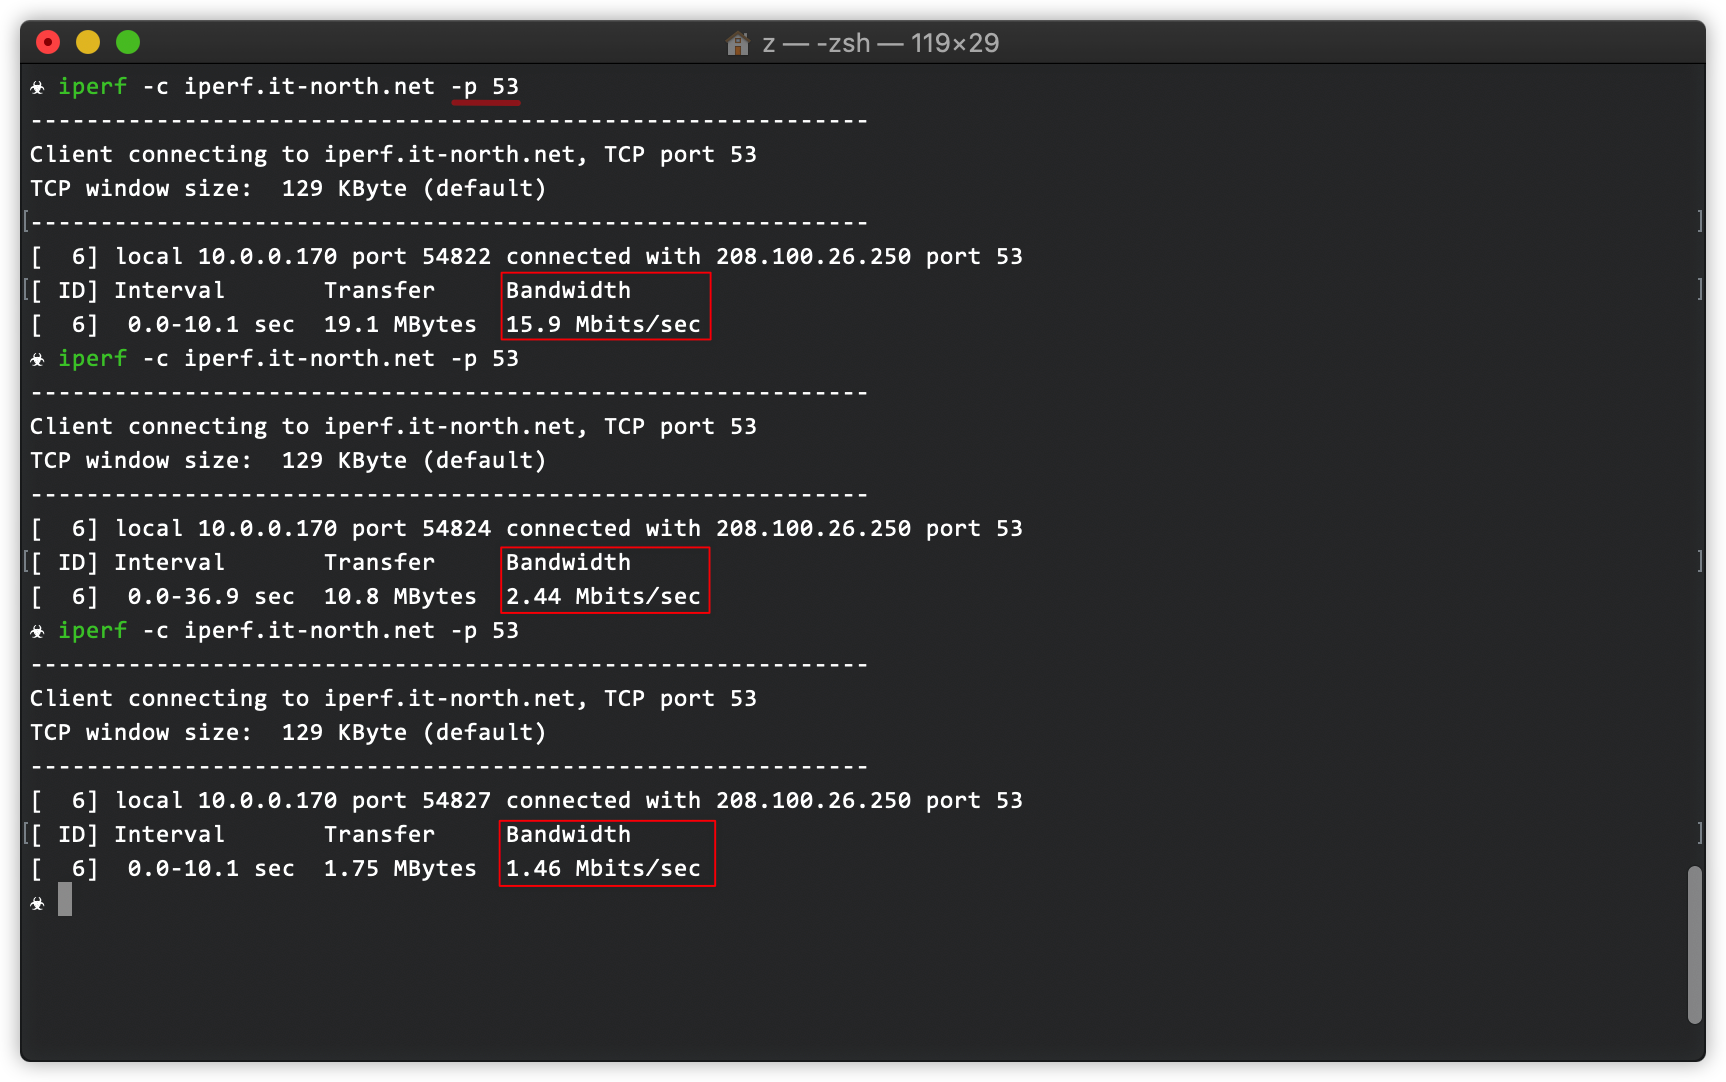 z — -zsh — 119×29
☣ iperf -c iperf.it-north.net -p 53
------------------------------------------------------------
Client connecting to iperf.it-north.net, TCP port 53
TCP window size:  129 KByte (default)
[------------------------------------------------------------ ]
[  6] local 10.0.0.170 port 54822 connected with 208.100.26.250 port 53
[[ ID] Interval       Transfer     Bandwidth ]
[  6]  0.0-10.1 sec  19.1 MBytes  15.9 Mbits/sec
☣ iperf -c iperf.it-north.net -p 53
------------------------------------------------------------
Client connecting to iperf.it-north.net, TCP port 53
TCP window size:  129 KByte (default)
------------------------------------------------------------
[  6] local 10.0.0.170 port 54824 connected with 208.100.26.250 port 53
[[ ID] Interval       Transfer     Bandwidth ]
[  6]  0.0-36.9 sec  10.8 MBytes  2.44 Mbits/sec
☣ iperf -c iperf.it-north.net -p 53
------------------------------------------------------------
Client connecting to iperf.it-north.net, TCP port 53
TCP window size:  129 KByte (default)
------------------------------------------------------------
[  6] local 10.0.0.170 port 54827 connected with 208.100.26.250 port 53
[[ ID] Interval       Transfer     Bandwidth ]
[  6]  0.0-10.1 sec  1.75 MBytes  1.46 Mbits/sec
☣